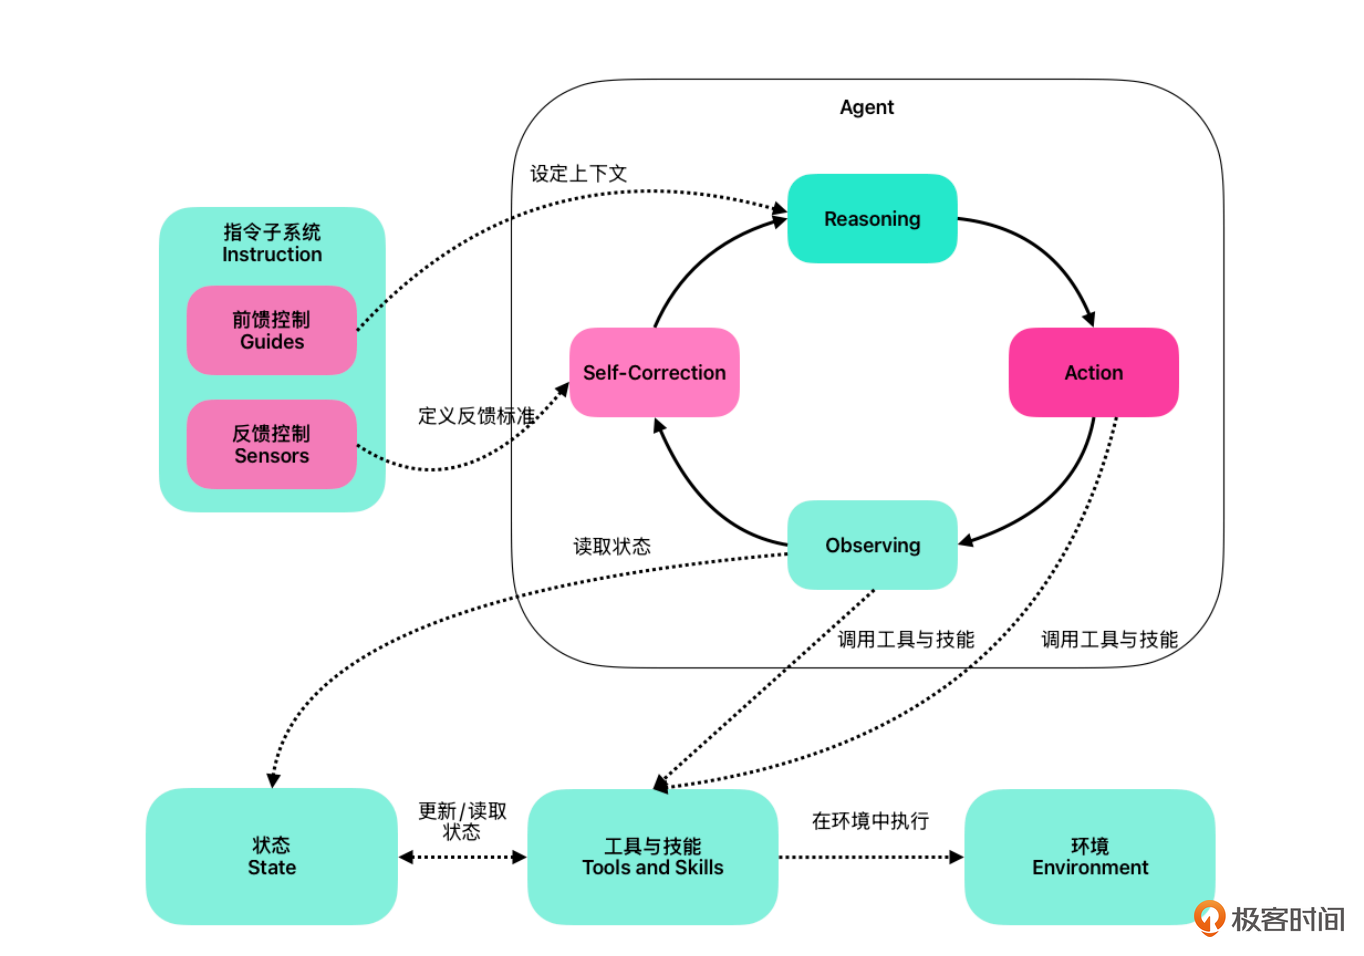 Agent
设定上下文
Reasoning
指令子系统
Instruction
前馈控制
Guides
Self-Correction
Action
定义反馈标准
反馈控制
Sensors
读取状态
Observing
调用工具与技能
调用工具与技能
更新/读取
状态
在环境中执行
状态
State
工具与技能
Tools and Skills
环境
Environment
极客时间